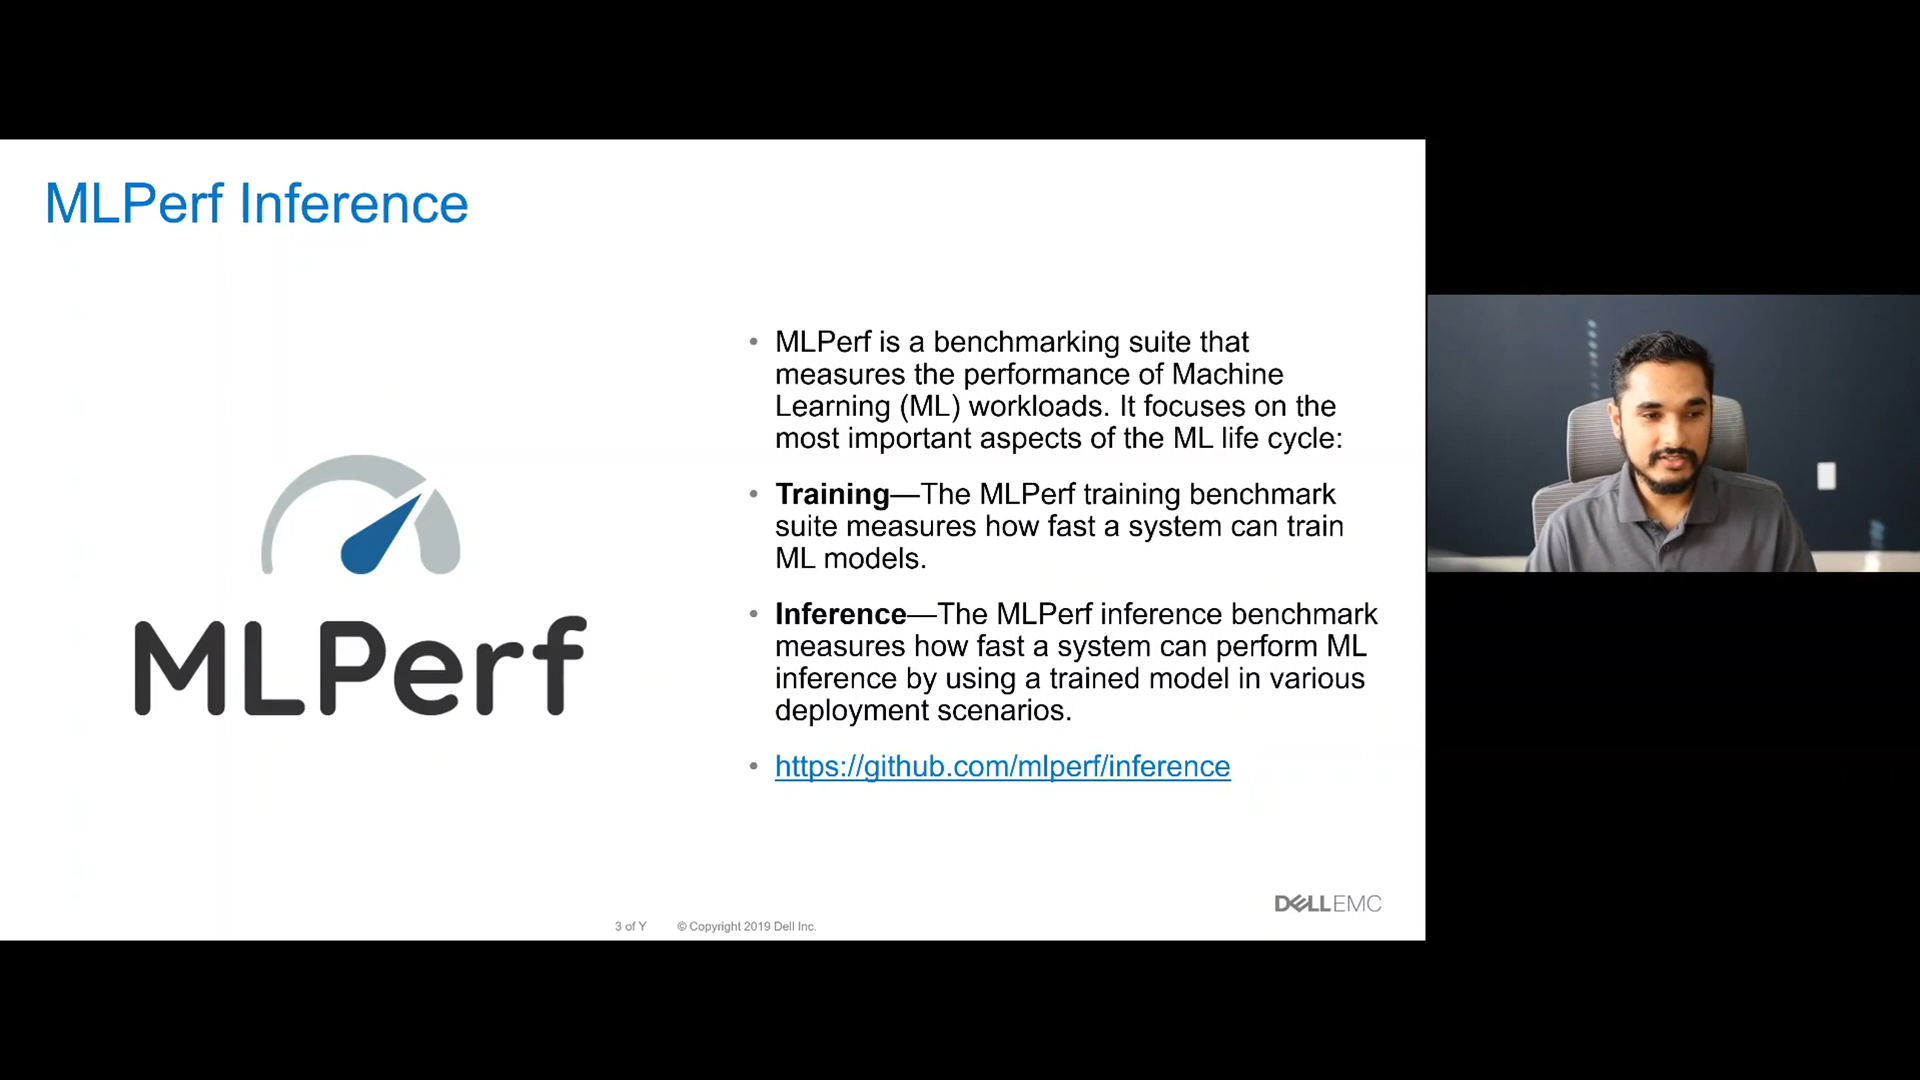 MLPerf Inference
MLPerf
• MLPerf is a benchmarking suite that
measures the performance of Machine
Learning (ML) workloads. It focuses on the
most important aspects of the ML life cycle:
• Training—The MLPerf training benchmark
suite measures how fast a system can train
ML models.
• Inference—The MLPerf inference benchmark
measures how fast a system can perform ML
inference by using a trained model in various
deployment scenarios.
• https://github.com/mlperf/inference
DELLEMC
3 of Y © Copyright 2019 Dell Inc.